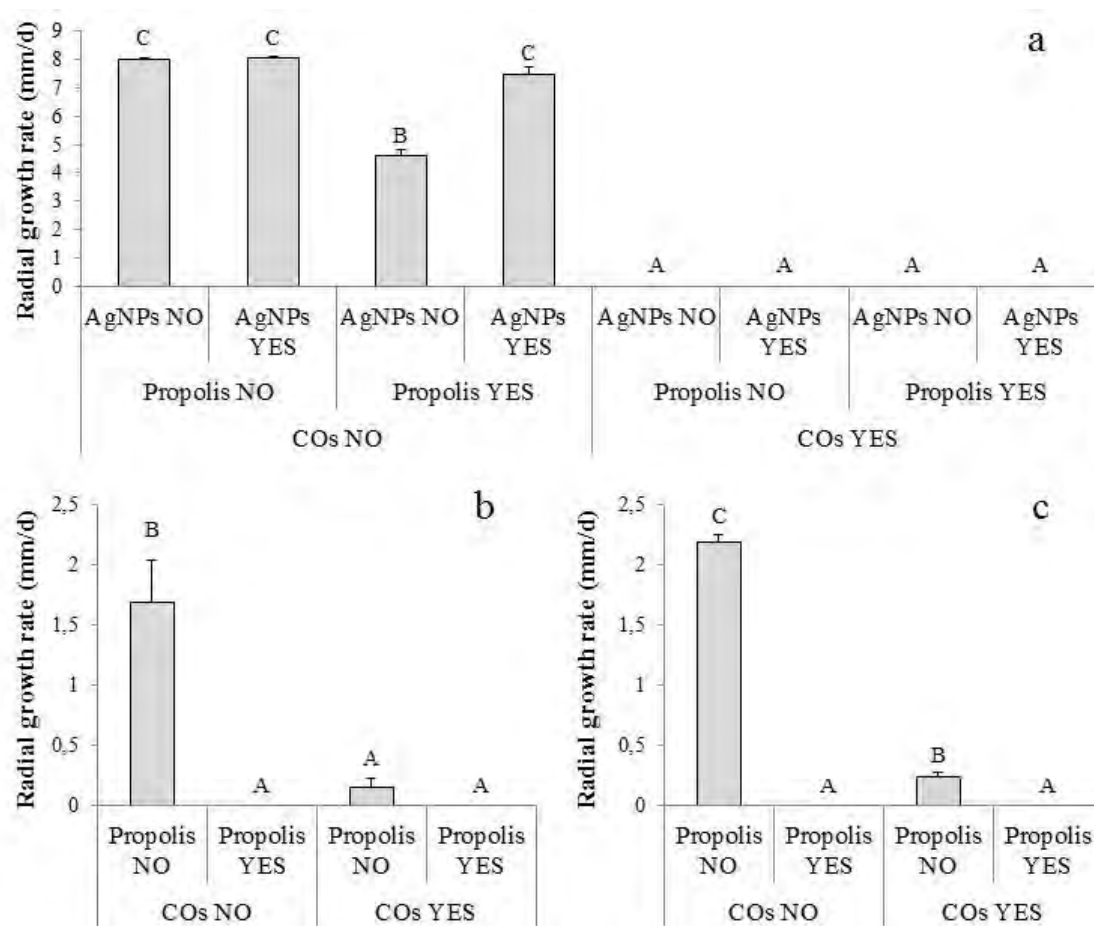 a
Radial growth rate (mm/d)
9
8
7
6
5
4
3
2
1
0
C C B C A A A A
AgNPs NO AgNPs YES AgNPs NO AgNPs YES AgNPs NO AgNPs YES AgNPs NO AgNPs YES
Propolis NO Propolis YES Propolis NO Propolis YES
COs NO COs YES
b
Radial growth rate (mm/d)
2,5
2
1,5
1
0,5
0
B A A A
Propolis NO Propolis YES Propolis NO Propolis YES
COs NO COs YES
c
Radial growth rate (mm/d)
2,5
2
1,5
1
0,5
0
C A B A
Propolis NO Propolis YES Propolis NO Propolis YES
COs NO COs YES